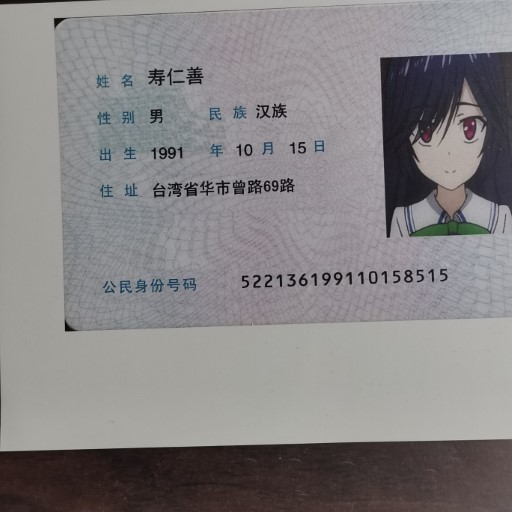 姓名 寿仁善
性别 男 民族 汉族
出生 1991 年 10 月 15 日
住址 台湾省华市曾路69路
公民身份号码 522136199110158515